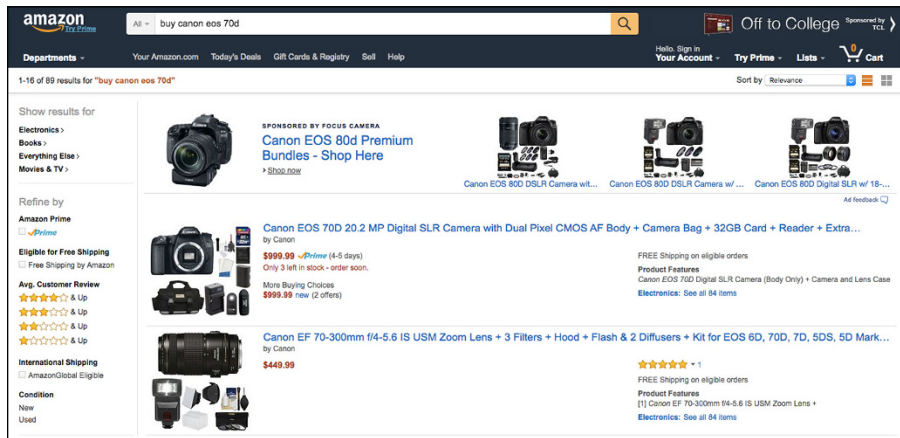 amazon
Try Prime
All
buy canon eos 70d
Off to College
Sponsored by
TCL
Departments
Your Amazon.com Today's Deals Gift Cards & Registry Sell Help
Hello. Sign in
Your Account
Try Prime
Lists
0
Cart
1-16 of 89 results for "buy canon eos 70d"
Sort by Relevance
Show results for
Electronics
Books
Everything Else
Movies & TV
Refine by
Amazon Prime
Prime
Eligible for Free Shipping
Free Shipping by Amazon
Avg. Customer Review
& Up
& Up
& Up
& Up
International Shipping
AmazonGlobal Eligible
Condition
New
Used
SPONSORED BY FOCUS CAMERA
Canon EOS 80d Premium
Bundles - Shop Here
Shop now
Canon EOS 80D DSLR Camera wit...
Canon EOS 80D DSLR Camera w/ ...
Canon EOS 80D Digital SLR w/ 18-...
Ad feedback
Canon EOS 70D 20.2 MP Digital SLR Camera with Dual Pixel CMOS AF Body + Camera Bag + 32GB Card + Reader + Extra...
by Canon
$999.99 Prime (4-5 days)
Only 3 left in stock - order soon.
More Buying Choices
$999.99 new (2 offers)
FREE Shipping on eligible orders
Product Features
Canon EOS 70D Digital SLR Camera (Body Only) + Camera and Lens Case
Electronics: See all 84 items
Canon EF 70-300mm f/4-5.6 IS USM Zoom Lens + 3 Filters + Hood + Flash & 2 Diffusers + Kit for EOS 6D, 70D, 7D, 5DS, 5D Mark...
by Canon
$449.99
1
FREE Shipping on eligible orders
Product Features
[1] Canon EF 70-300mm f/4-5.6 IS USM Zoom Lens +
Electronics: See all 84 items